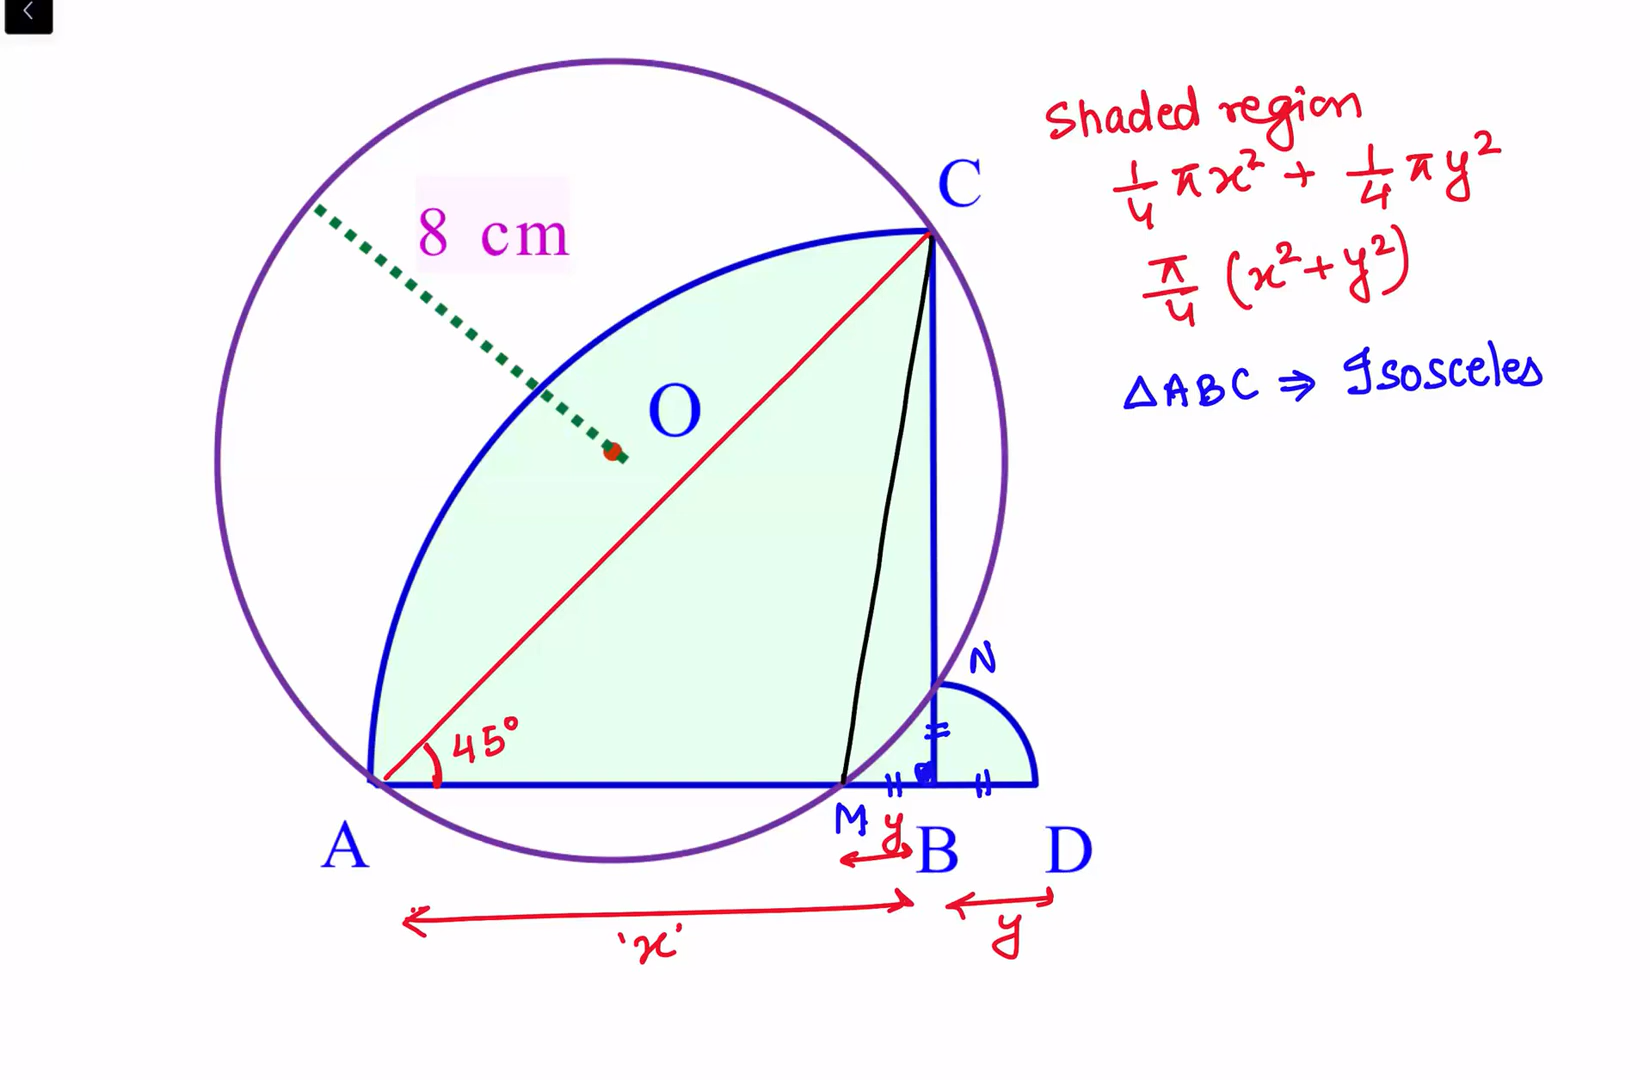 Shaded region
1/4 πx² + 1/4 πy²
π/4 (x²+y²)
△ABC ⇒ Isosceles
C
8 cm
O
N
45°
M
y
A
B
D
'x'
y